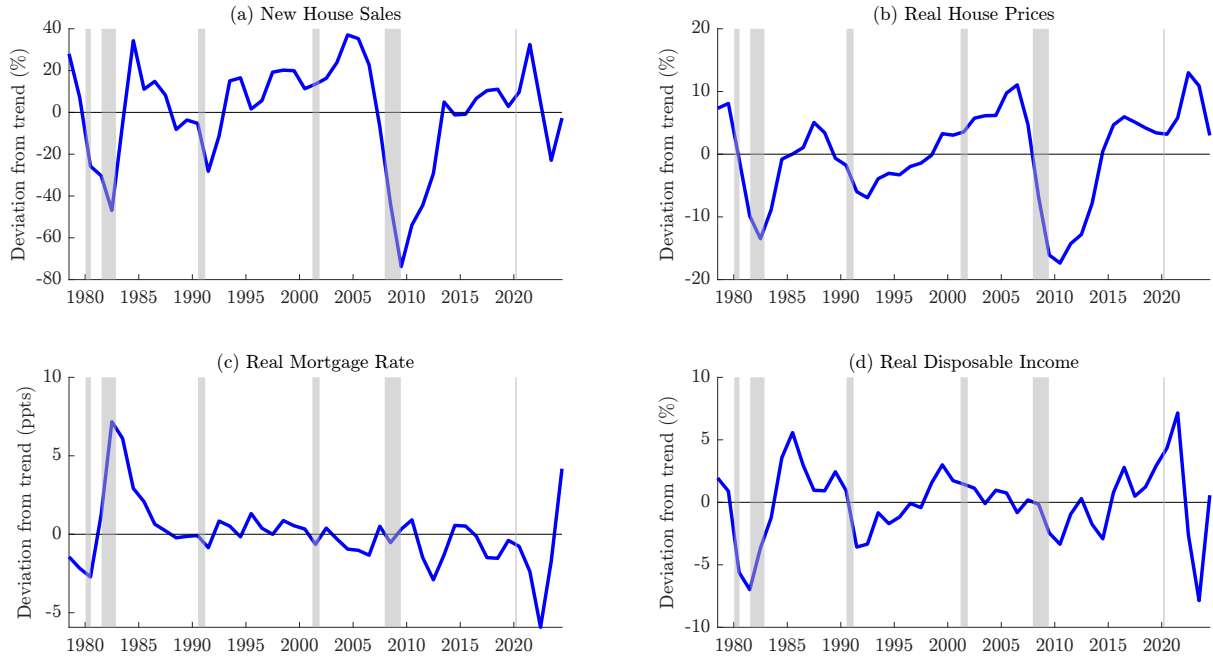 (a) New House Sales
Deviation from trend (%)
40
20
0
-20
-40
-60
-80
1980 1985 1990 1995 2000 2005 2010 2015 2020
(b) Real House Prices
Deviation from trend (%)
20
10
0
-10
-20
1980 1985 1990 1995 2000 2005 2010 2015 2020
(c) Real Mortgage Rate
Deviation from trend (ppts)
10
5
0
-5
1980 1985 1990 1995 2000 2005 2010 2015 2020
(d) Real Disposable Income
Deviation from trend (%)
10
5
0
-5
-10
1980 1985 1990 1995 2000 2005 2010 2015 2020